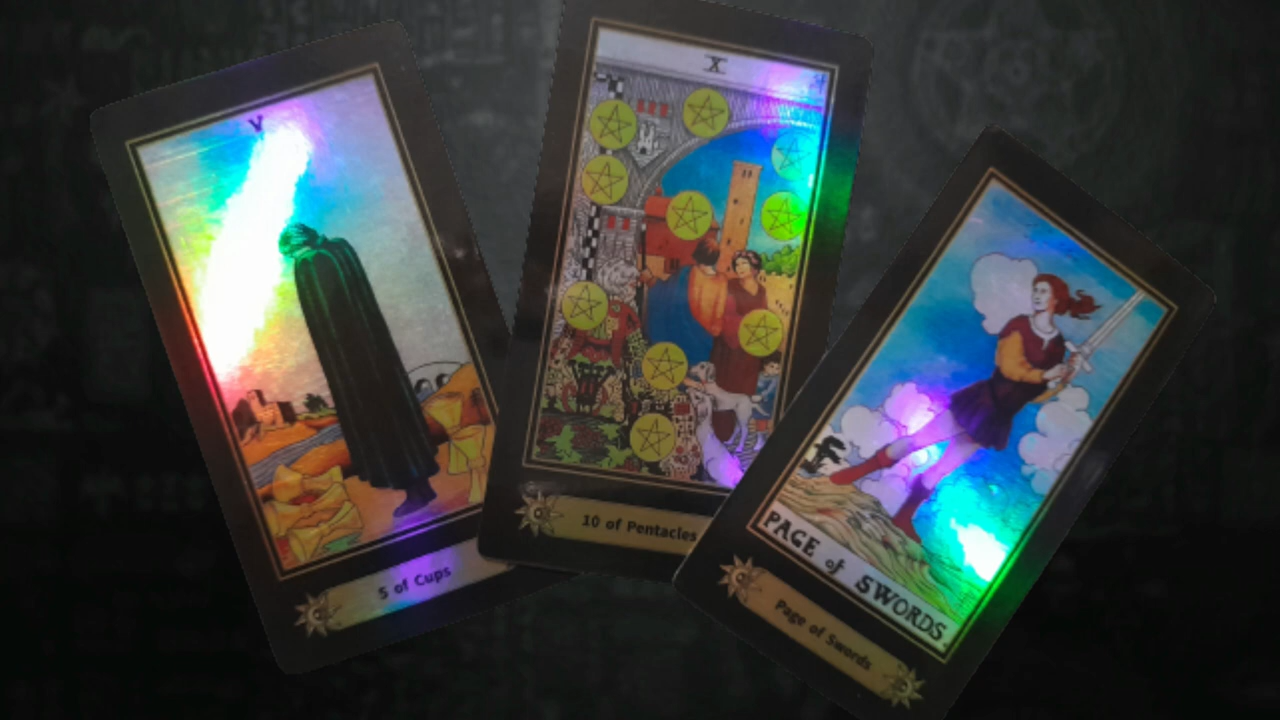 V
5 of Cups
X
10 of Pentacles
PAGE of SWORDS
Page of Swords